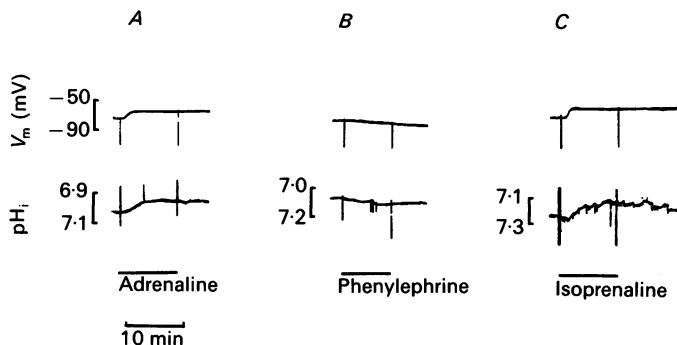 A
B
C
Vm (mV)
−50
−90
pHi
6·9
7·1
7·0
7·2
7·1
7·3
Adrenaline
Phenylephrine
Isoprenaline
10 min